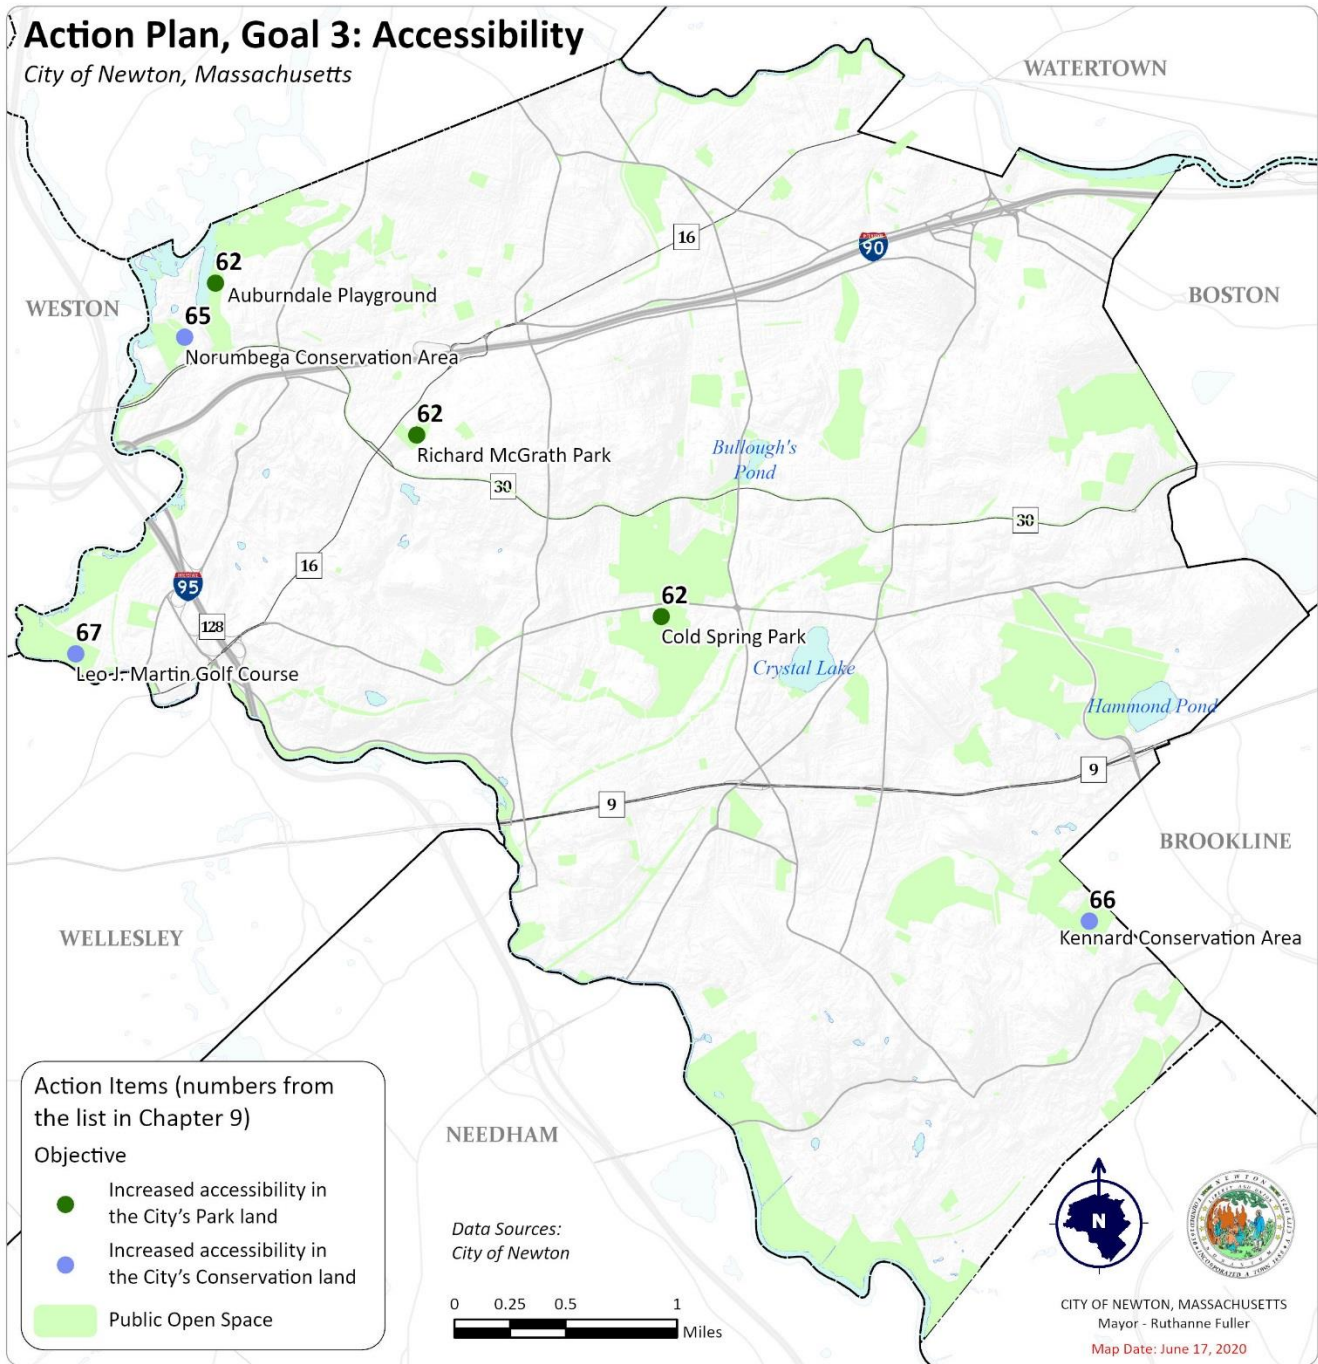 Action Plan, Goal 3: Accessibility
City of Newton, Massachusetts
WATERTOWN
16
90
62
Auburndale Playground
WESTON
BOSTON
65
Norumbega Conservation Area
62
Richard McGrath Park
Bullough's
Pond
30
30
16
95
128
62
Cold Spring Park
67
Leo J. Martin Golf Course
Crystal Lake
Hammond Pond
9
9
BROOKLINE
66
Kennard Conservation Area
WELLESLEY
NEEDHAM
Action Items (numbers from
the list in Chapter 9)
Objective
Increased accessibility in
the City's Park land
Increased accessibility in
the City's Conservation land
Public Open Space
Data Sources:
City of Newton
0 0.25 0.5 1
Miles
N
CITY OF NEWTON, MASSACHUSETTS
Mayor - Ruthanne Fuller
Map Date: June 17, 2020